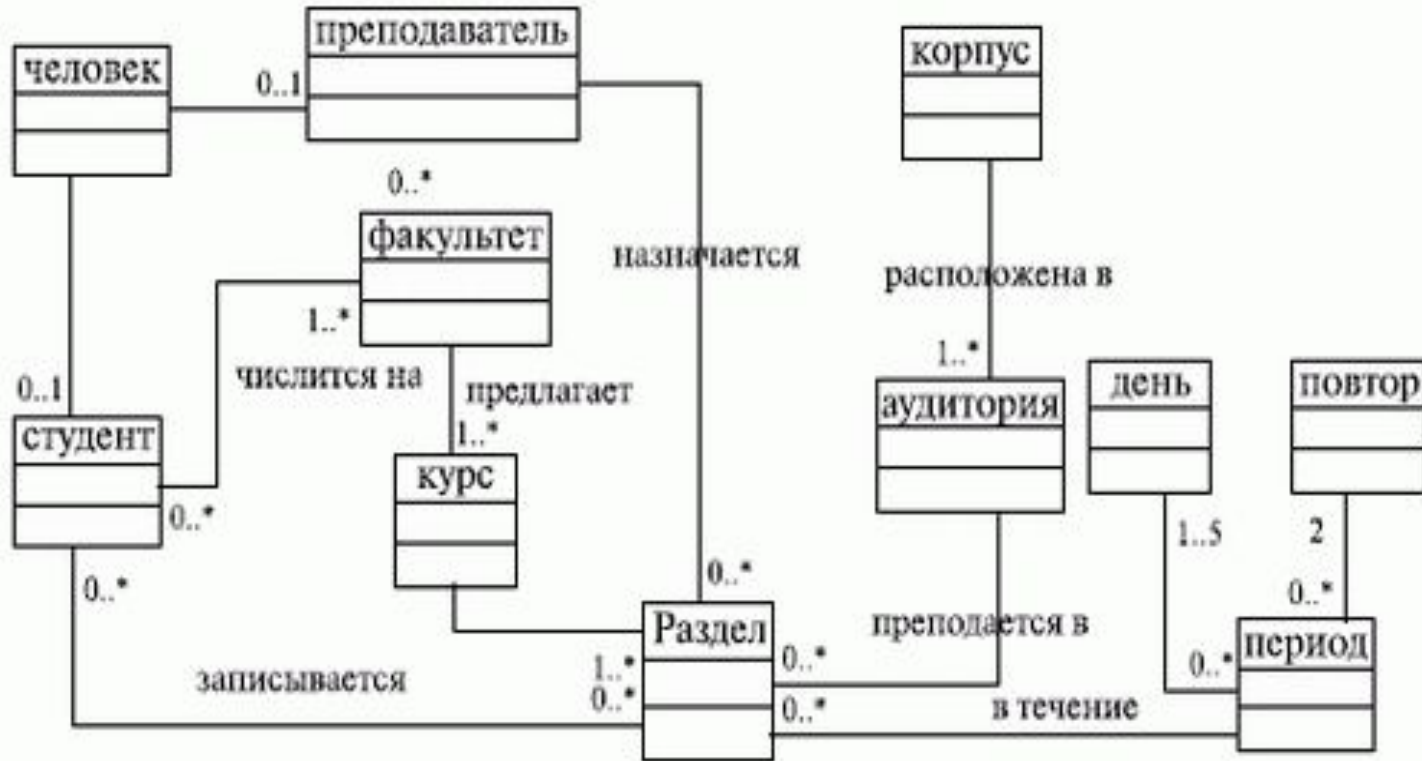 преподаватель
корпус
человек
0..1
0..*
факультет
назначается
расположена в
1..*
числится на
1..*
0..1
предлагает
день
повтор
студент
аудитория
1..*
курс
0..*
1..5
2
0..*
0..*
0..*
Раздел
преподается в
период
1..*
0..*
0..*
записывается
0..*
0..*
в течение